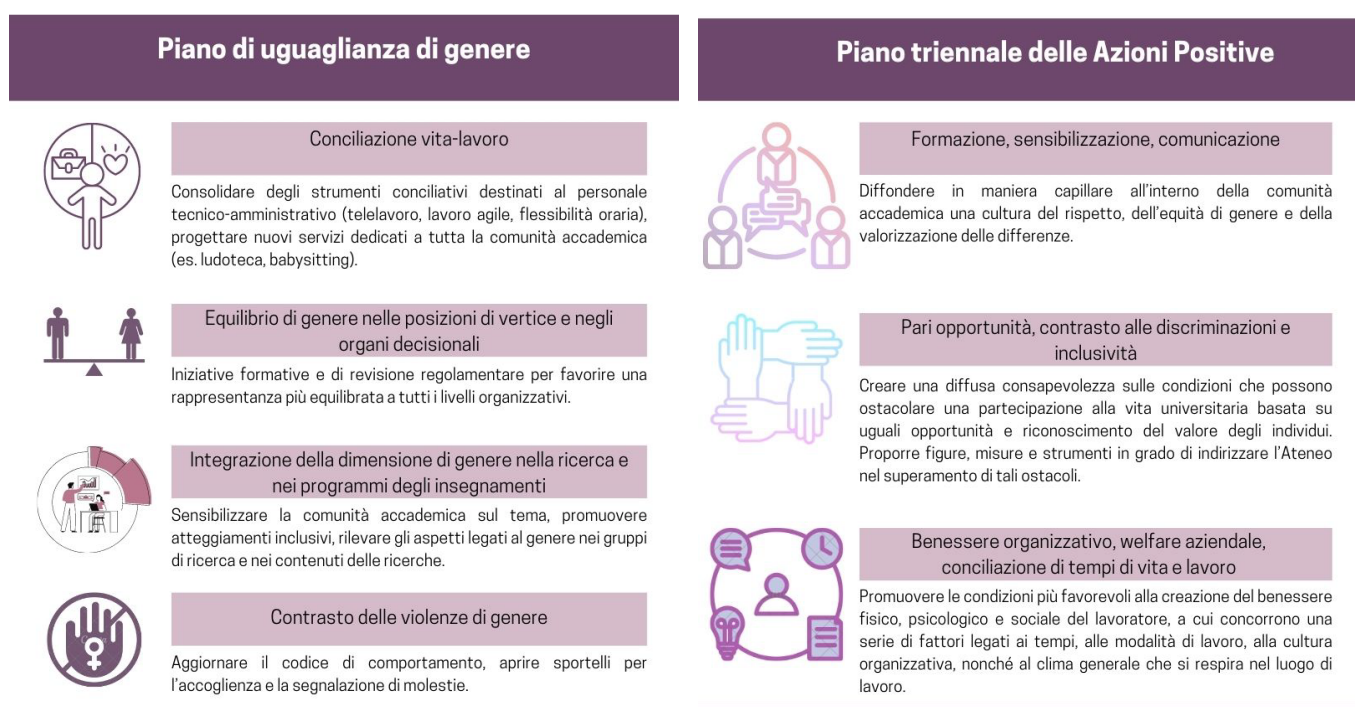 Piano di uguaglianza di genere
Conciliazione vita-lavoro
Consolidare degli strumenti conciliativi destinati al personale
tecnico-amministrativo (telelavoro, lavoro agile, flessibilità oraria),
progettare nuovi servizi dedicati a tutta la comunità accademica
(es. ludoteca, babysitting).
Equilibrio di genere nelle posizioni di vertice e negli
organi decisionali
Iniziative formative e di revisione regolamentare per favorire una
rappresentanza più equilibrata a tutti i livelli organizzativi.
Integrazione della dimensione di genere nella ricerca e
nei programmi degli insegnamenti
Sensibilizzare la comunità accademica sul tema, promuovere
atteggiamenti inclusivi, rilevare gli aspetti legati al genere nei gruppi
di ricerca e nei contenuti delle ricerche.
Contrasto delle violenze di genere
Aggiornare il codice di comportamento, aprire sportelli per
l'accoglienza e la segnalazione di molestie.
Piano triennale delle Azioni Positive
Formazione, sensibilizzazione, comunicazione
Diffondere in maniera capillare all'interno della comunità
accademica una cultura del rispetto, dell'equità di genere e della
valorizzazione delle differenze.
Pari opportunità, contrasto alle discriminazioni e
inclusività
Creare una diffusa consapevolezza sulle condizioni che possono
ostacolare una partecipazione alla vita universitaria basata su
uguali opportunità e riconoscimento del valore degli individui.
Proporre figure, misure e strumenti in grado di indirizzare l'Ateneo
nel superamento di tali ostacoli.
Benessere organizzativo, welfare aziendale,
conciliazione di tempi di vita e lavoro
Promuovere le condizioni più favorevoli alla creazione del benessere
fisico, psicologico e sociale del lavoratore, a cui concorrono una
serie di fattori legati ai tempi, alle modalità di lavoro, alla cultura
organizzativa, nonché al clima generale che si respira nel luogo di
lavoro.